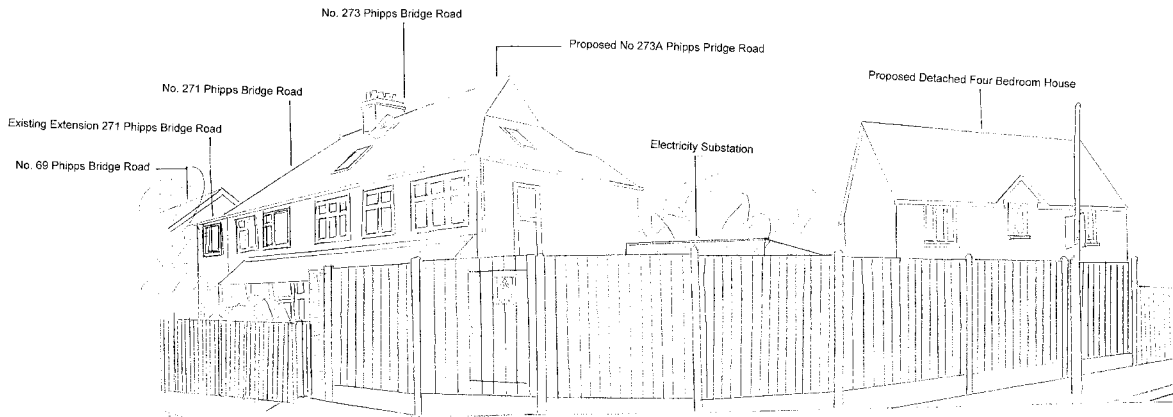 No. 273 Phipps Bridge Road
Proposed No 273A Phipps Pridge Road
No. 271 Phipps Bridge Road
Proposed Detached Four Bedroom House
Existing Extension 271 Phipps Bridge Road
Electricity Substation
No. 69 Phipps Bridge Road